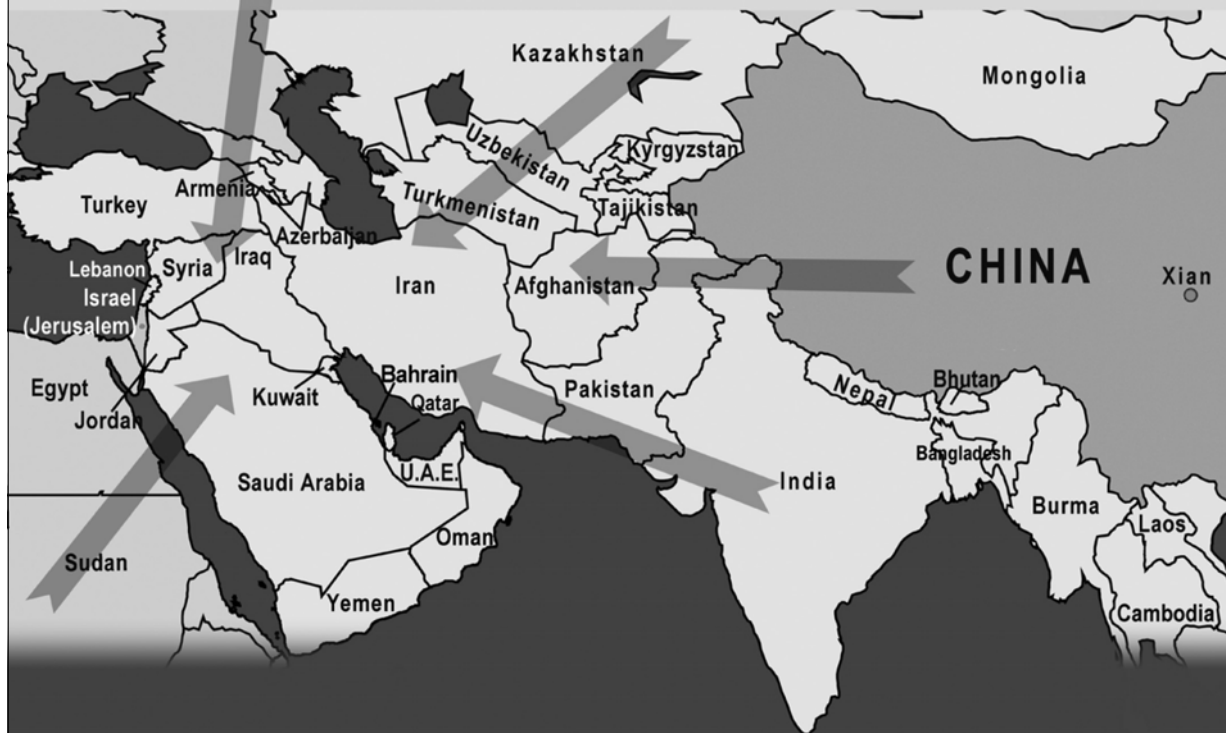 Kazakhstan
Mongolia
Uzbekistan
Kyrgyzstan
Armenia
Turkey
Turkmenistan
Tajikistan
Azerbaijan
Lebanon
Syria
Iraq
Iran
Afghanistan
CHINA
Xian
Israel
(Jerusalem)
Egypt
Jordan
Kuwait
Bahrain
Qatar
Pakistan
Nepal
Bhutan
Bangladesh
Saudi Arabia
U.A.E.
India
Burma
Laos
Oman
Sudan
Yemen
Cambodia